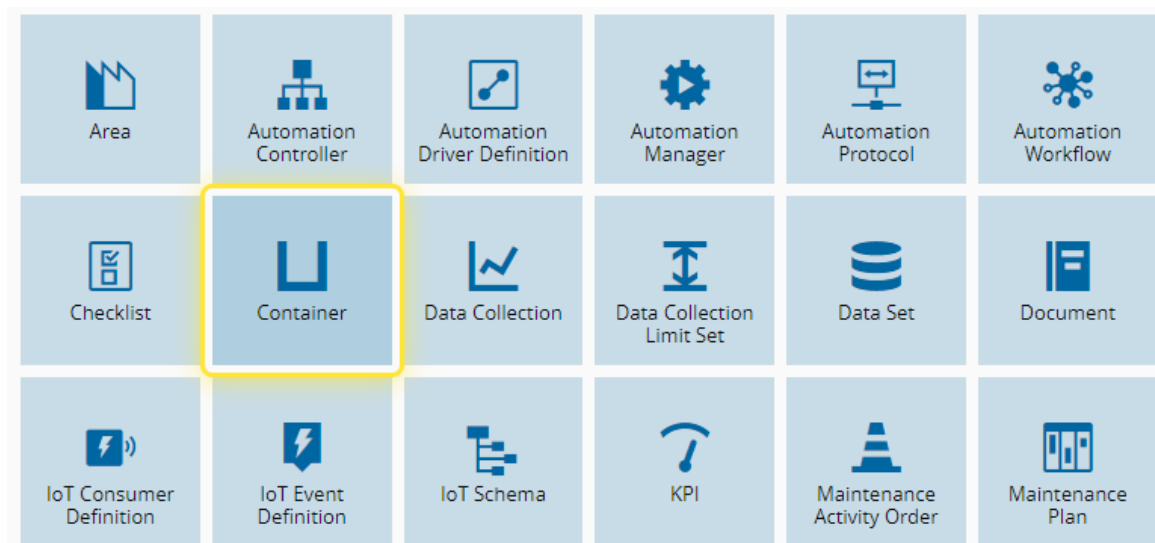 Area
Automation
Controller
Automation
Driver Definition
Automation
Manager
Automation
Protocol
Automation
Workflow
Checklist
Container
Data Collection
Data Collection
Limit Set
Data Set
Document
IoT Consumer
Definition
IoT Event
Definition
IoT Schema
KPI
Maintenance
Activity Order
Maintenance
Plan